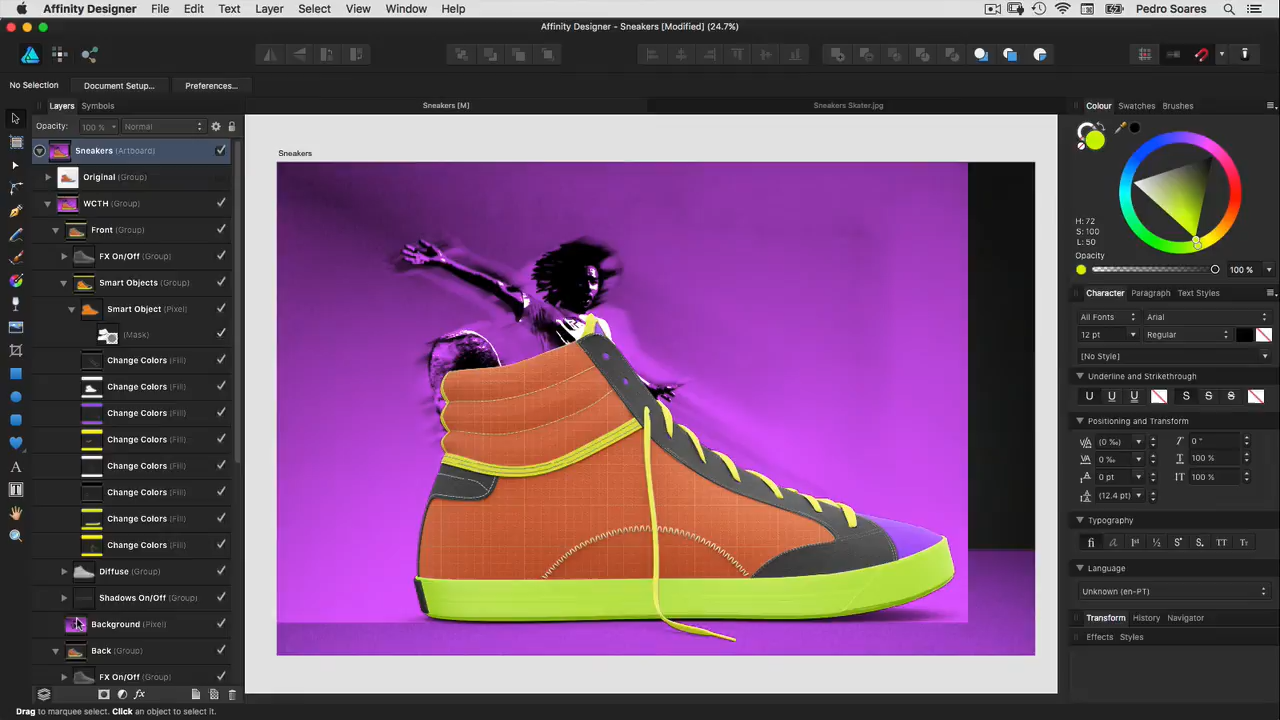 Affinity Designer File Edit Text Layer Select View Window Help Pedro Soares
Affinity Designer - Sneakers [Modified] (24.7%)
No Selection Document Setup... Preferences...
Layers Symbols Sneakers [M] Sneakers Skater.jpg Colour Swatches Brushes
Opacity: 100 % Normal
Sneakers (Artboard)
Original (Group)
WCTH (Group)
Front (Group)
FX On/Off (Group)
Smart Objects (Group)
Smart Object (Pixel)
(Mask)
Change Colors (Fill)
Change Colors (Fill)
Change Colors (Fill)
Change Colors (Fill)
Change Colors (Fill)
Change Colors (Fill)
Change Colors (Fill)
Change Colors (Fill)
Diffuse (Group)
Shadows On/Off (Group)
Background (Pixel)
Back (Group)
FX On/Off (Group)
Sneakers
H: 72
S: 100
L: 50
Opacity
100 %
Character Paragraph Text Styles
All Fonts Arial
12 pt Regular
[No Style]
Underline and Strikethrough
U U U S S S
Positioning and Transform
(0 ‰) 0 °
0 ‰ 100 %
0 pt 100 %
(12.4 pt)
Typography
fi a 1st ½ S S TT Tt
Language
Unknown (en-PT)
Transform History Navigator
Effects Styles
Drag to marquee select. Click an object to select it.